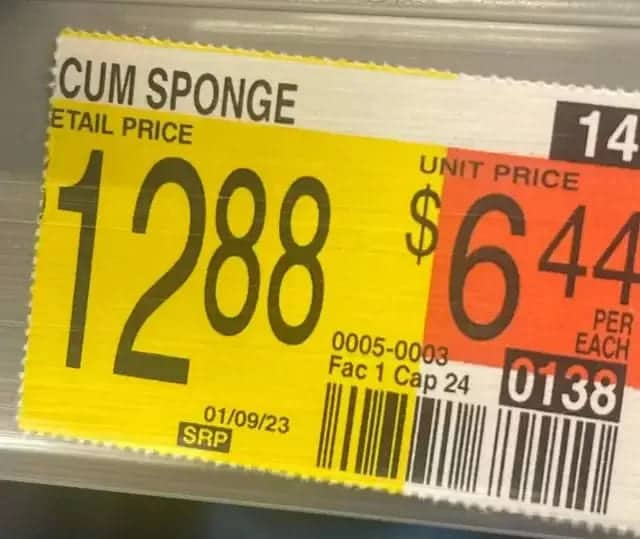 CUM SPONGE
ETAIL PRICE
1288
14
UNIT PRICE
$644
PER
EACH
0005-0003
Fac 1 Cap 24
0138
01/09/23
SRP